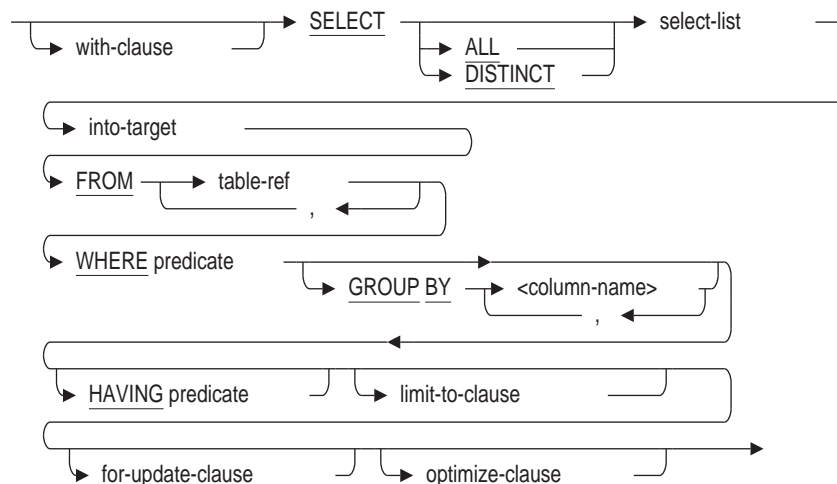 with-clause SELECT ALL DISTINCT select-list
into-target
FROM table-ref ,
WHERE predicate GROUP BY <column-name> ,
HAVING predicate limit-to-clause
for-update-clause optimize-clause